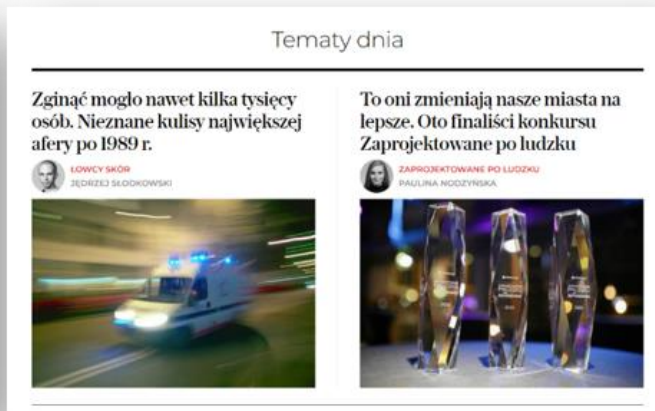 Tematy dnia
Zginąć mogło nawet kilka tysięcy
osób. Nieznane kulisy największej
afery po 1989 r.
ŁOWCY SKÓR
JĘDRZEJ SŁODKOWSKI
To oni zmieniają nasze miasta na
lepsze. Oto finaliści konkursu
Zaprojektowane po ludzku
ZAPROJEKTOWANE PO LUDZKU
PAULINA NODZYŃSKA